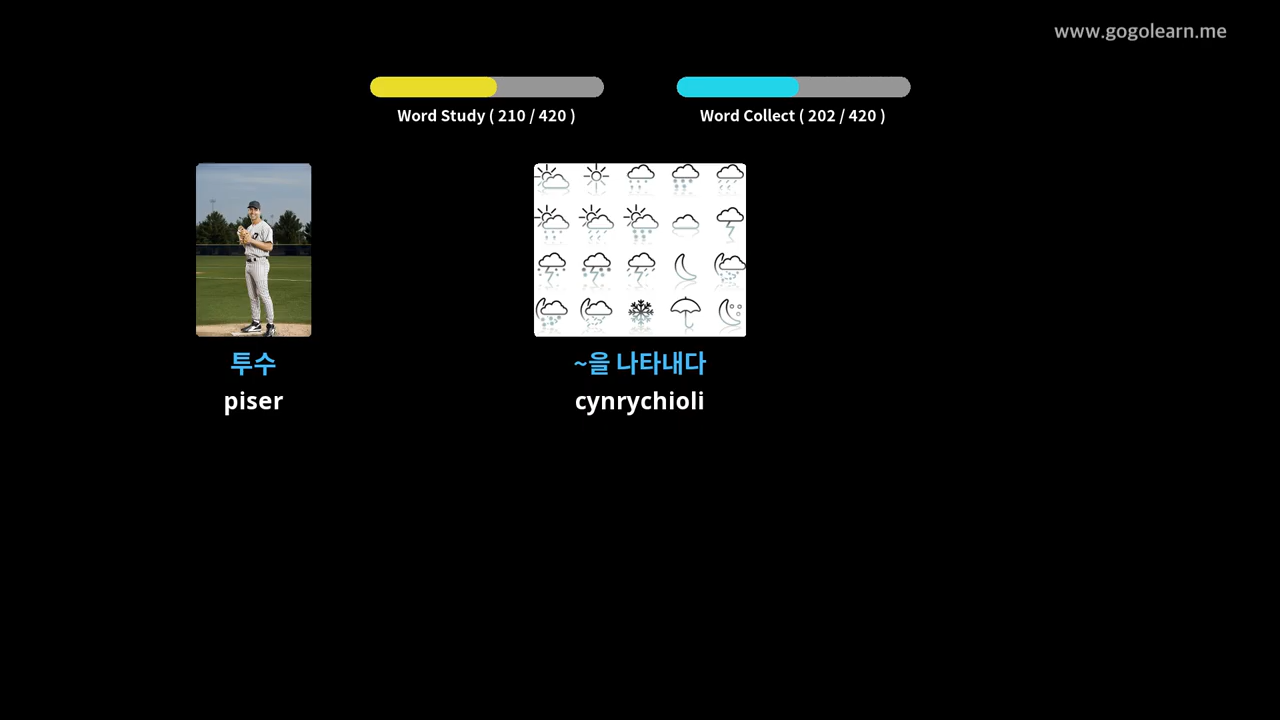 www.gogolearn.me
Word Study ( 210 / 420 )
Word Collect ( 202 / 420 )
투수
piser
~을 나타내다
cynrychioli